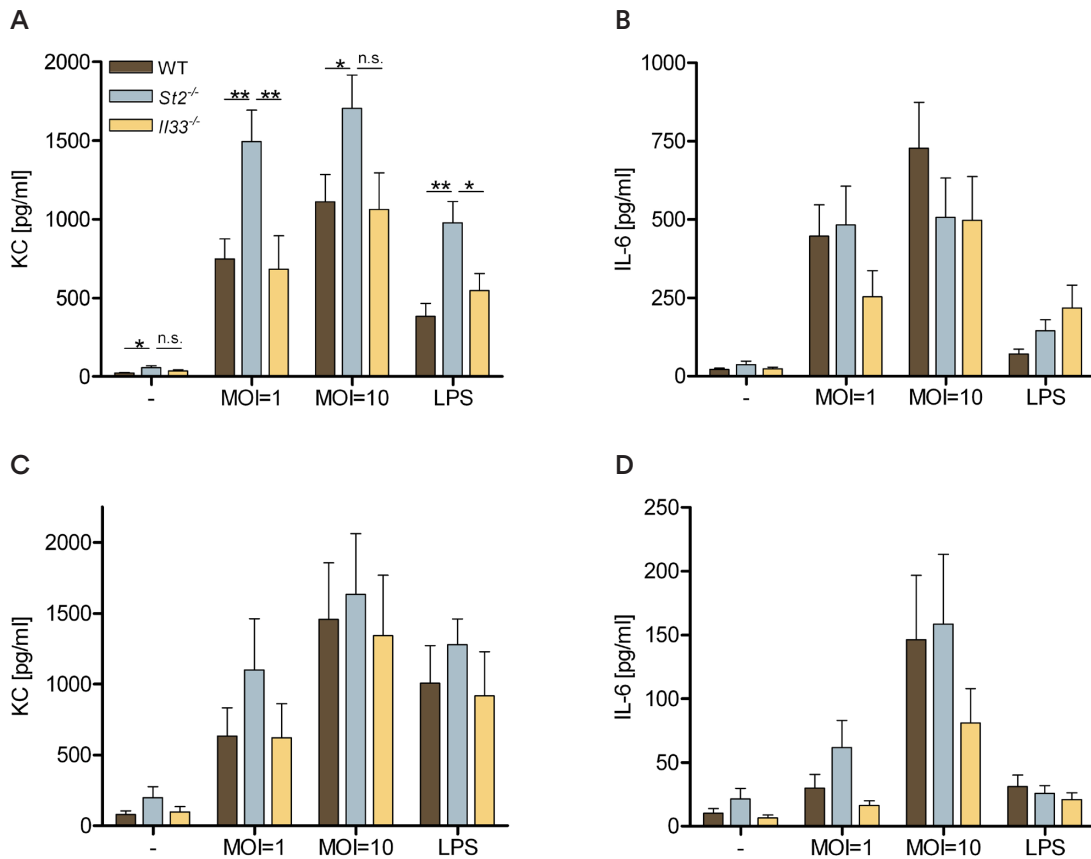 A
B
2000
1500
1000
500
0
KC [pg/ml]
WT
St2-/-
Il33-/-
*
n.s.
**
**
*
n.s.
**
*
-
MOI=1
MOI=10
LPS
1000
750
500
250
0
IL-6 [pg/ml]
-
MOI=1
MOI=10
LPS
C
D
2000
1500
1000
500
0
KC [pg/ml]
-
MOI=1
MOI=10
LPS
250
200
150
100
50
0
IL-6 [pg/ml]
-
MOI=1
MOI=10
LPS